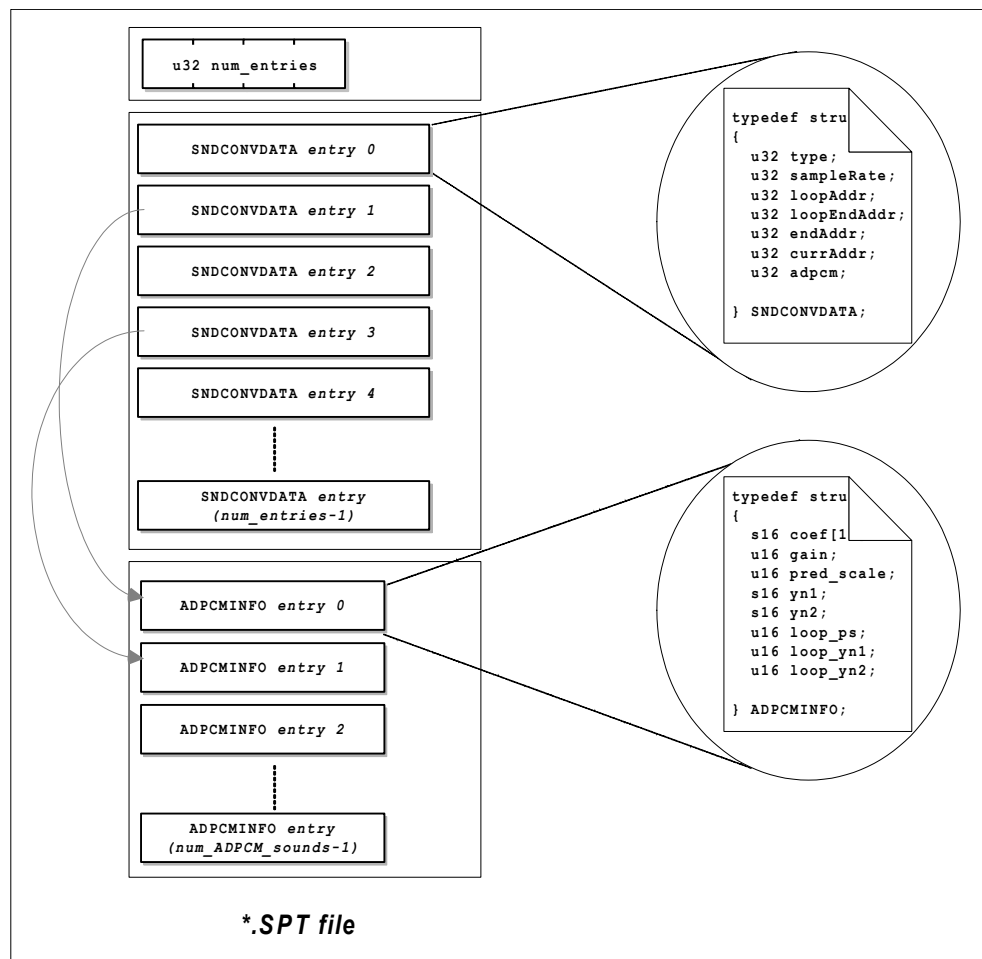 u32 num_entries
SNDCONVDATA entry 0
SNDCONVDATA entry 1
SNDCONVDATA entry 2
SNDCONVDATA entry 3
SNDCONVDATA entry 4
SNDCONVDATA entry
(num_entries-1)
ADPCMINFO entry 0
ADPCMINFO entry 1
ADPCMINFO entry 2
ADPCMINFO entry
(num_ADPCM_sounds-1)
*.SPT file
typedef stru
{
u32 type;
u32 sampleRate;
u32 loopAddr;
u32 loopEndAddr;
u32 endAddr;
u32 currAddr;
u32 adpcm;
} SNDCONVDATA;
typedef stru
{
s16 coef[1
u16 gain;
u16 pred_scale;
s16 yn1;
s16 yn2;
u16 loop_ps;
u16 loop_yn1;
u16 loop_yn2;
} ADPCMINFO;